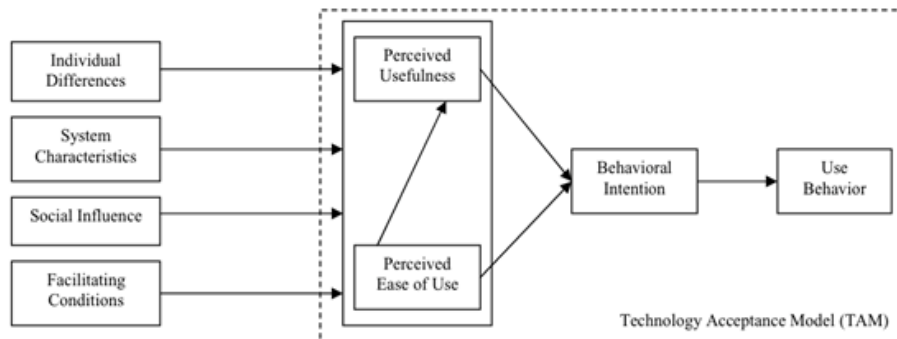 Individual
Differences
System
Characteristics
Social Influence
Facilitating
Conditions
Perceived
Usefulness
Perceived
Ease of Use
Behavioral
Intention
Use
Behavior
Technology Acceptance Model (TAM)